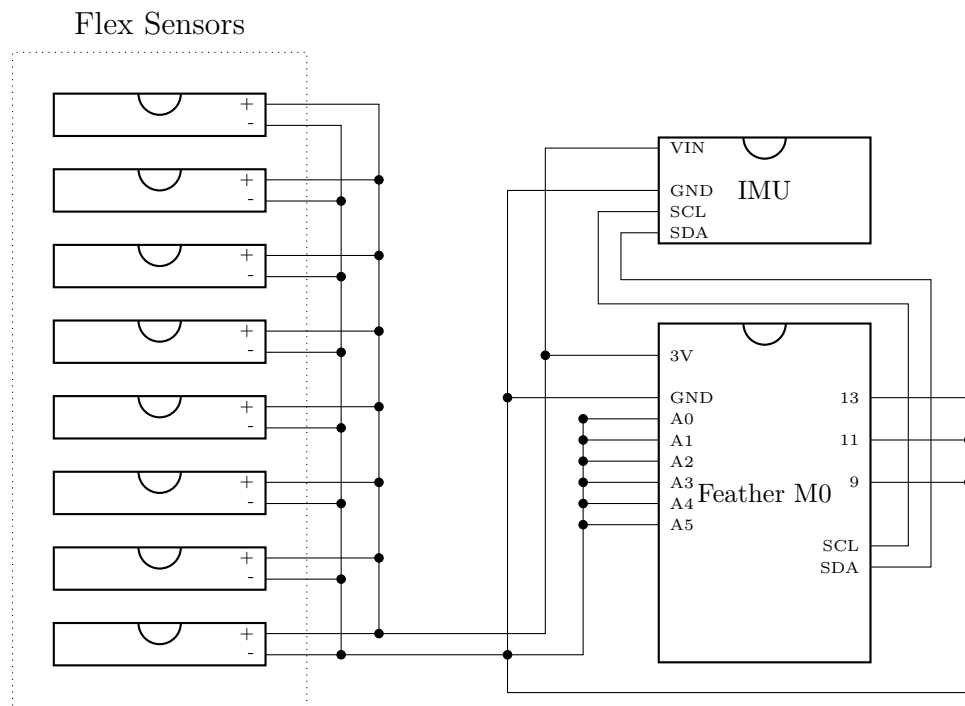 Flex Sensors
+
-
+
-
+
-
+
-
+
-
+
-
+
-
+
-
VIN
GND
SCL
SDA
IMU
3V
GND
A0
A1
A2
A3
A4
A5
Feather M0
13
11
9
SCL
SDA